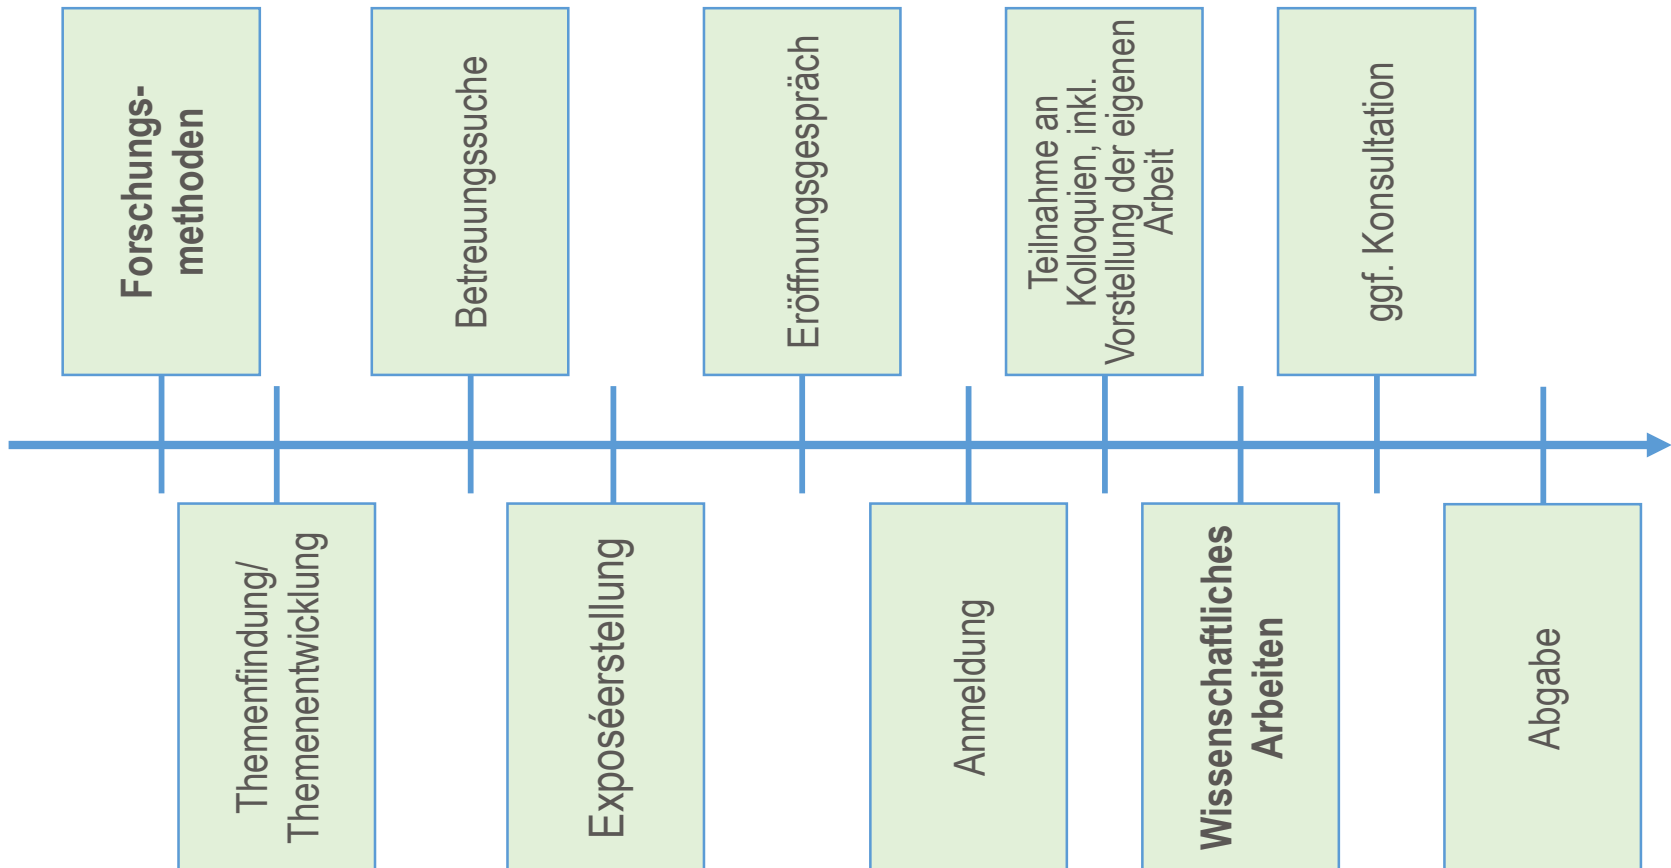 Forschungs-
methoden
Themenfindung/
Themenentwicklung
Betreuungssuche
Exposéerstellung
Eröffnungsgespräch
Anmeldung
Teilnahme an
Kolloquien, inkl.
Vorstellung der eigenen
Arbeit
Wissenschaftliches
Arbeiten
ggf. Konsultation
Abgabe